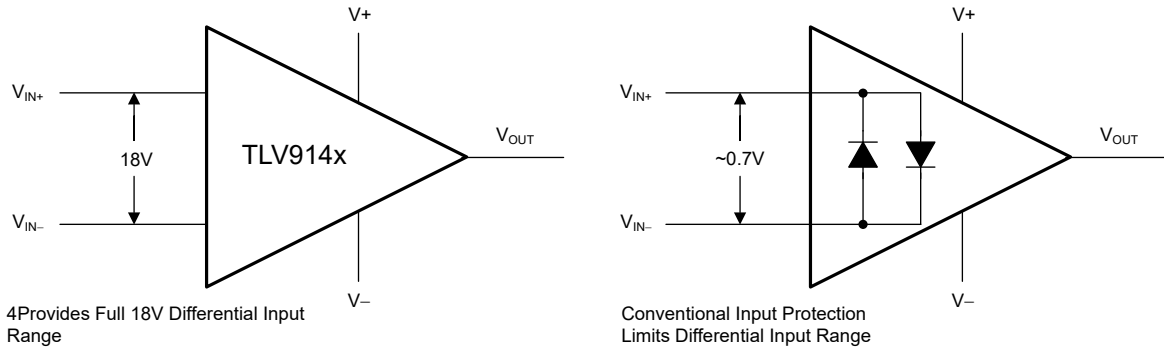 V+
V+
VIN+
VIN+
VOUT
VOUT
18V
TLV914x
~0.7V
VIN–
VIN–
V–
V–
4Provides Full 18V Differential Input
Range
Conventional Input Protection
Limits Differential Input Range